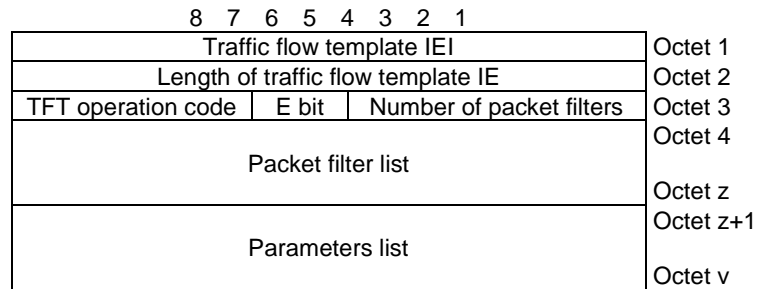 8 7 6 5 4 3 2 1
Traffic flow template IEI Octet 1
Length of traffic flow template IE Octet 2
TFT operation code E bit Number of packet filters Octet 3
Octet 4
Packet filter list
Octet z
Octet z+1
Parameters list
Octet v